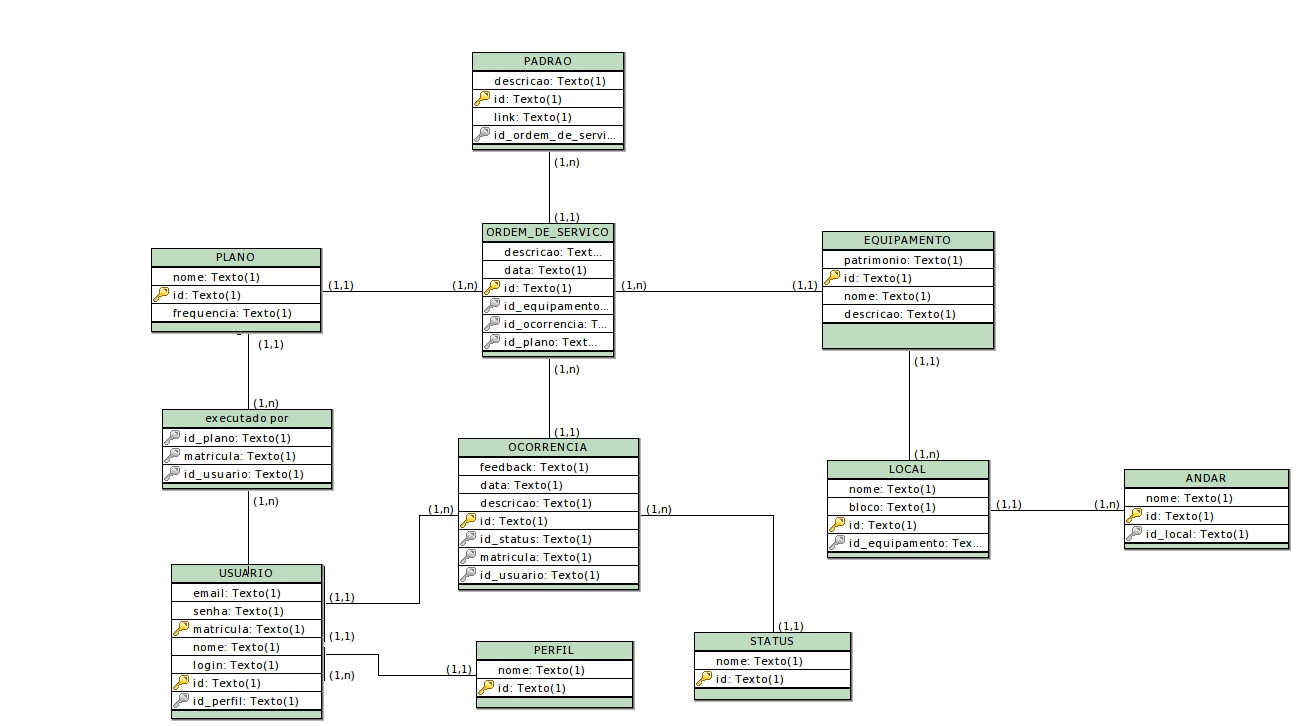 PADRAO
descricao: Texto(1)
id: Texto(1)
link: Texto(1)
id_ordem_de_servi...
(1,n)
(1,1)
ORDEM_DE_SERVICO
descricao: Text...
data: Texto(1)
id: Texto(1)
id_equipamento...
id_ocorrencia: T...
id_plano: Text...
PLANO
nome: Texto(1)
id: Texto(1)
frequencia: Texto(1)
(1,1)
(1,n)
EQUIPAMENTO
patrimonio: Texto(1)
id: Texto(1)
nome: Texto(1)
descricao: Texto(1)
(1,n)
(1,1)
(1,1)
(1,n)
executado por
id_plano: Texto(1)
matricula: Texto(1)
id_usuario: Texto(1)
(1,n)
(1,n)
(1,1)
OCORRENCIA
feedback: Texto(1)
data: Texto(1)
descricao: Texto(1)
id: Texto(1)
id_status: Texto(1)
matricula: Texto(1)
id_usuario: Texto(1)
(1,n)
(1,n)
(1,1)
(1,n)
LOCAL
nome: Texto(1)
bloco: Texto(1)
id: Texto(1)
id_equipamento: Tex...
(1,1)
(1,n)
ANDAR
nome: Texto(1)
id: Texto(1)
id_local: Texto(1)
USUARIO
email: Texto(1)
senha: Texto(1)
matricula: Texto(1)
nome: Texto(1)
login: Texto(1)
id: Texto(1)
id_perfil: Texto(1)
(1,1)
(1,1)
(1,n)
(1,1)
PERFIL
nome: Texto(1)
id: Texto(1)
(1,1)
STATUS
nome: Texto(1)
id: Texto(1)